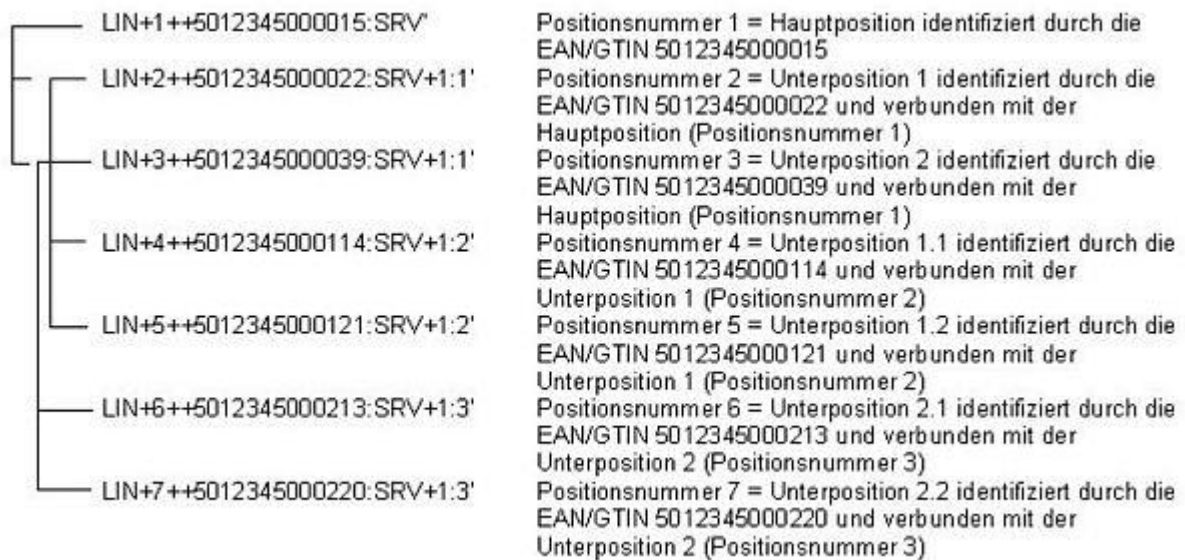 LIN+1++5012345000015:SRV' Positionsnummer 1 = Hauptposition identifiziert durch die
EAN/GTIN 5012345000015
LIN+2++5012345000022:SRV+1:1' Positionsnummer 2 = Unterposition 1 identifiziert durch die
EAN/GTIN 5012345000022 und verbunden mit der
Hauptposition (Positionsnummer 1)
LIN+3++5012345000039:SRV+1:1' Positionsnummer 3 = Unterposition 2 identifiziert durch die
EAN/GTIN 5012345000039 und verbunden mit der
Hauptposition (Positionsnummer 1)
LIN+4++5012345000114:SRV+1:2' Positionsnummer 4 = Unterposition 1.1 identifiziert durch die
EAN/GTIN 5012345000114 und verbunden mit der
Unterposition 1 (Positionsnummer 2)
LIN+5++5012345000121:SRV+1:2' Positionsnummer 5 = Unterposition 1.2 identifiziert durch die
EAN/GTIN 5012345000121 und verbunden mit der
Unterposition 1 (Positionsnummer 2)
LIN+6++5012345000213:SRV+1:3' Positionsnummer 6 = Unterposition 2.1 identifiziert durch die
EAN/GTIN 5012345000213 und verbunden mit der
Unterposition 2 (Positionsnummer 3)
LIN+7++5012345000220:SRV+1:3' Positionsnummer 7 = Unterposition 2.2 identifiziert durch die
EAN/GTIN 5012345000220 und verbunden mit der
Unterposition 2 (Positionsnummer 3)